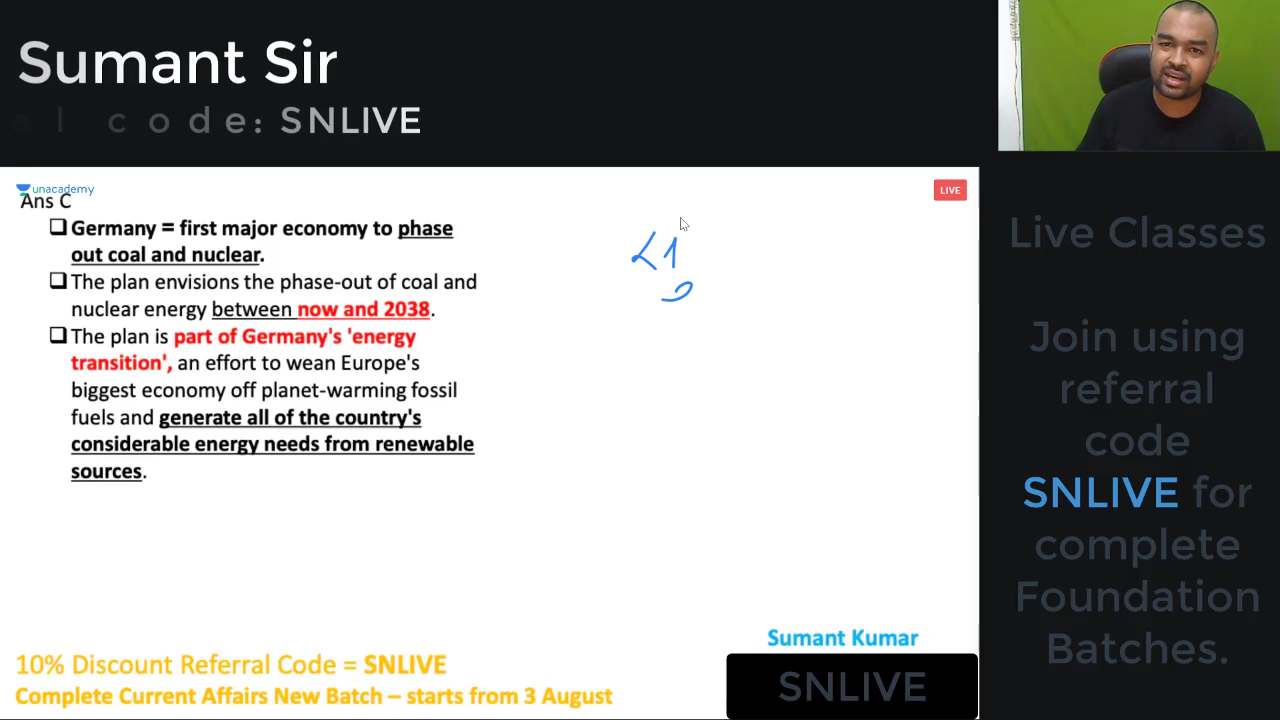 Sumant Sir
al code: SNLIVE
unacademy
LIVE
Ans C
Germany = first major economy to phase
out coal and nuclear.
The plan envisions the phase-out of coal and
nuclear energy between now and 2038.
The plan is part of Germany's 'energy
transition', an effort to wean Europe's
biggest economy off planet-warming fossil
fuels and generate all of the country's
considerable energy needs from renewable
sources.
<1
Live Classes
Join using
referral
code
SNLIVE for
complete
Foundation
Batches.
Sumant Kumar
SNLIVE
10% Discount Referral Code = SNLIVE
Complete Current Affairs New Batch – starts from 3 August